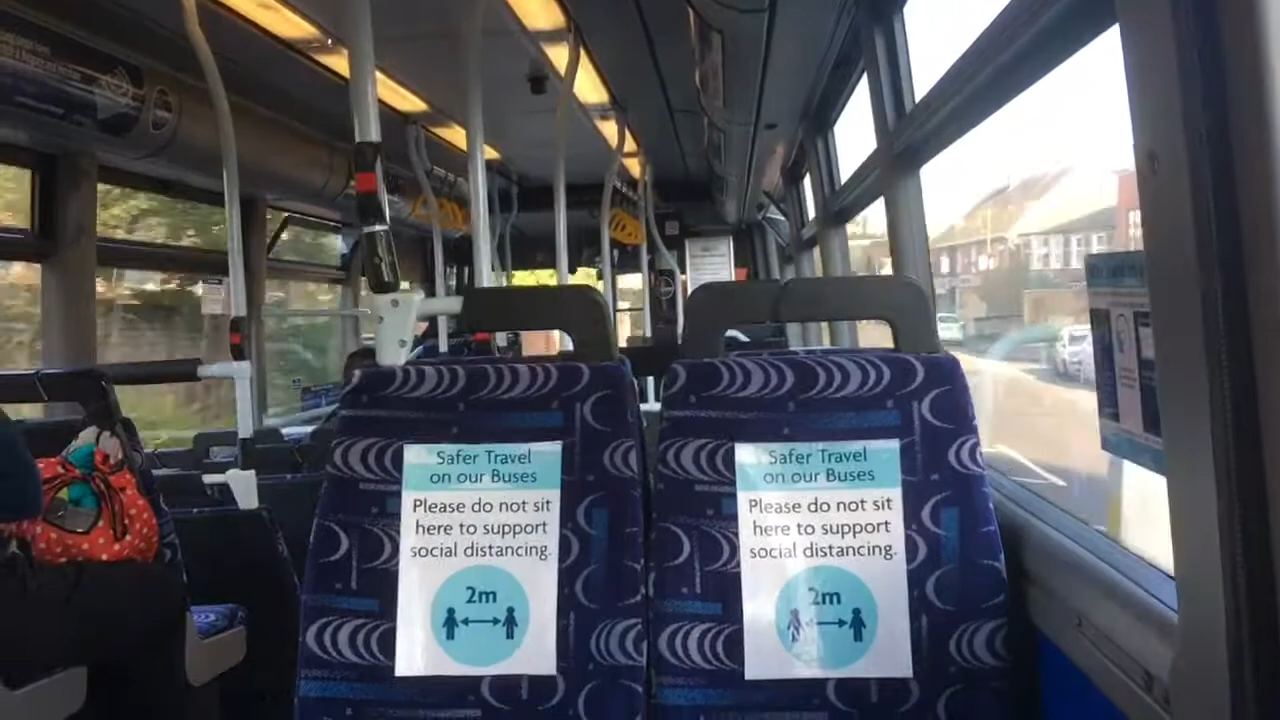 Safer Travel
on our Buses
Please do not sit
here to support
social distancing.
2m
Safer Travel
on our Buses
Please do not sit
here to support
social distancing.
2m